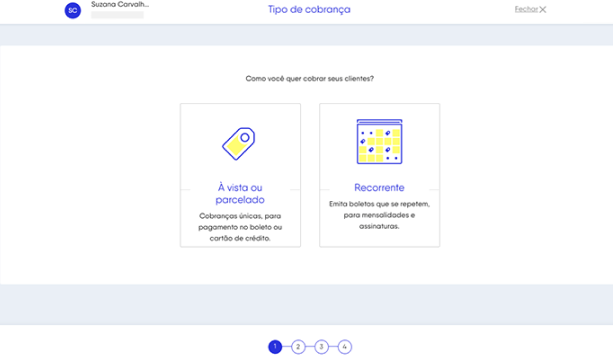 SC
Suzana Carvalh...
Tipo de cobrança
Fechar
Como você quer cobrar seus clientes?
À vista ou
parcelado
Cobranças únicas, para
pagamento no boleto ou
cartão de crédito.
Recorrente
Emita boletos que se repetem,
para mensalidades e
assinaturas.
1 2 3 4